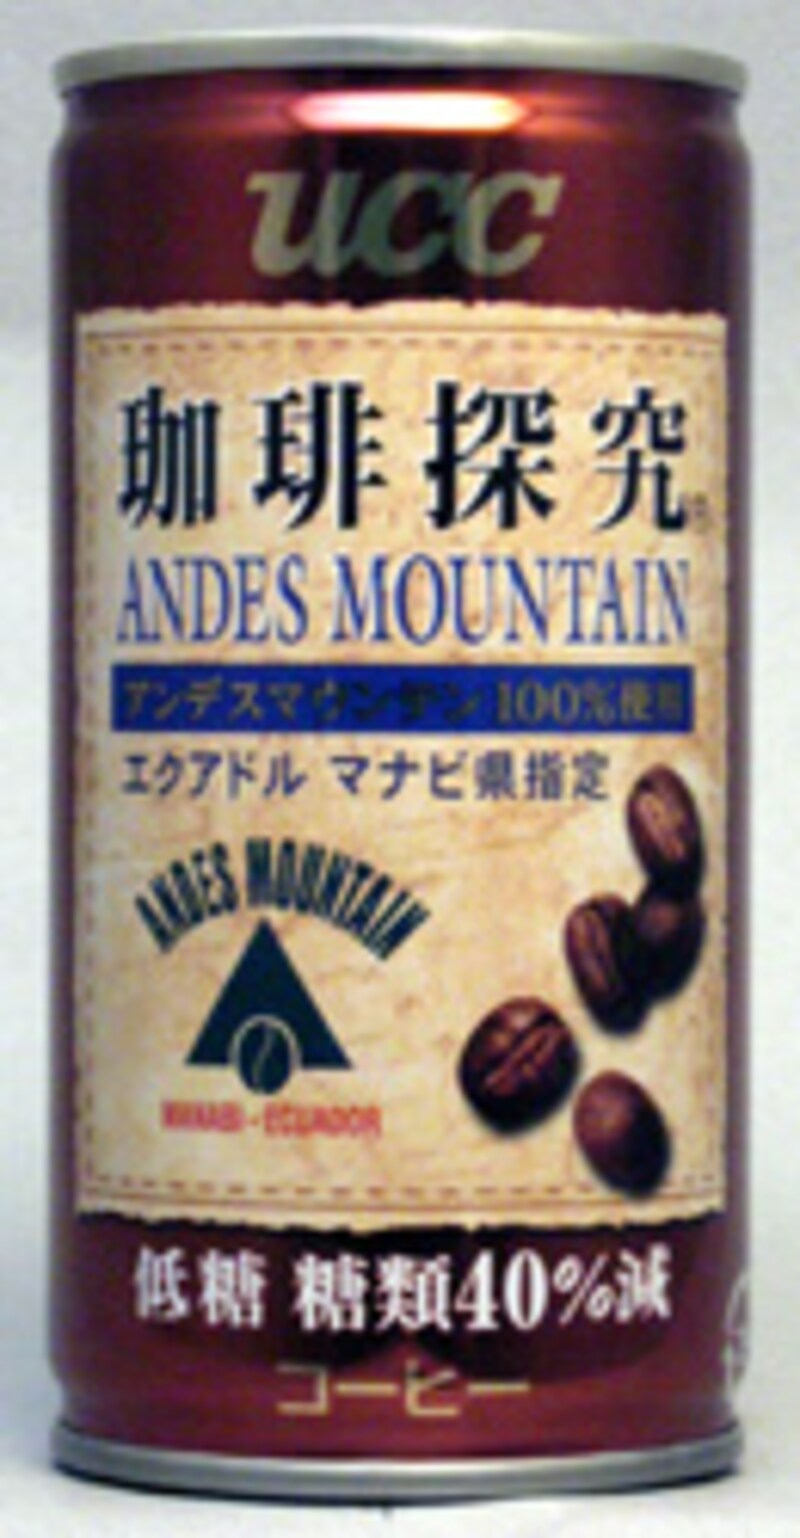 UCC
珈琲探究
ANDES MOUNTAIN
アンデスマウンテン100%使用
エクアドル マナビ県指定
ANDES MOUNTAIN
MANABI - ECUADOR
低糖 糖類40%減
コーヒー